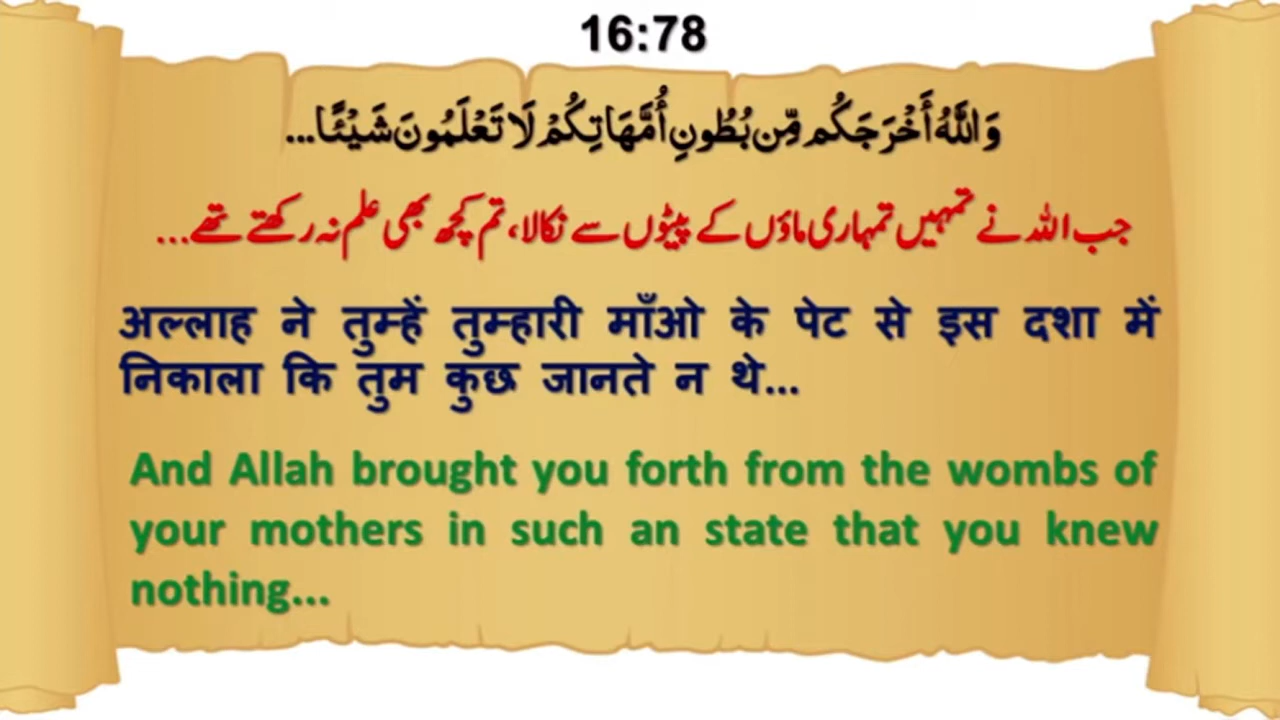 16:78
وَاللَّهُ أَخْرَجَكُم مِّن بُطُونِ أُمَّهَاتِكُمْ لَا تَعْلَمُونَ شَيْئًا...
جب اللہ نے تمہیں تمہاری ماؤں کے پیٹوں سے نکالا، تم کچھ بھی علم نہ رکھتے تھے...
अल्लाह ने तुम्हें तुम्हारी माँओ के पेट से इस दशा में
निकाला कि तुम कुछ जानते न थे...
And Allah brought you forth from the wombs of
your mothers in such an state that you knew
nothing...